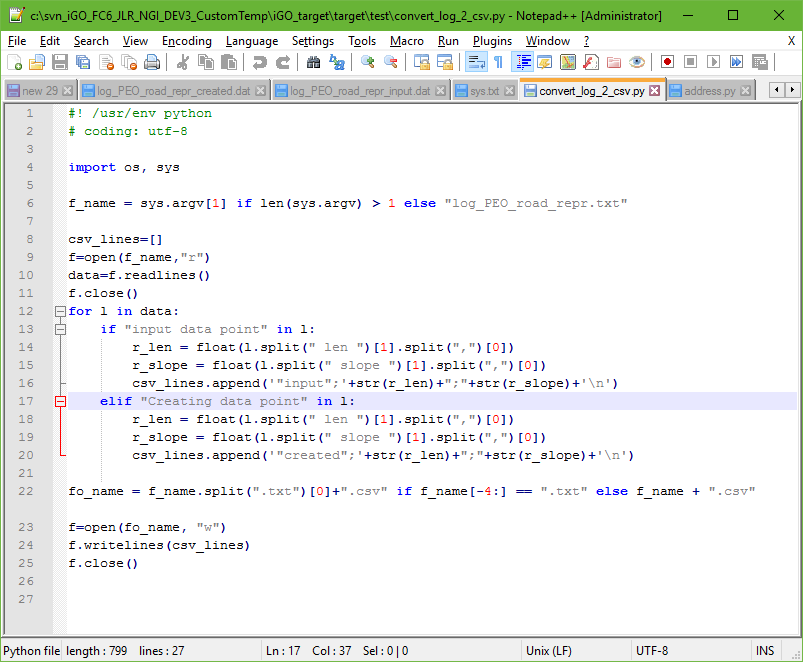 c:\svn_iGO_FC6_JLR_NGI_DEV3_CustomTemp\iGO_target\target\test\convert_log_2_csv.py - Notepad++ [Administrator]
File Edit Search View Encoding Language Settings Tools Macro Run Plugins Window ? X
new 29 log_PEO_road_repr_created.dat log_PEO_road_repr_input.dat sys.txt convert_log_2_csv.py address.py
1 #! /usr/env python
2 # coding: utf-8
3
4 import os, sys
5
6 f_name = sys.argv[1] if len(sys.argv) > 1 else "log_PEO_road_repr.txt"
7
8 csv_lines=[]
9 f=open(f_name,"r")
10 data=f.readlines()
11 f.close()
12 for l in data:
13     if "input data point" in l:
14         r_len = float(l.split(" len ")[1].split(",")[0])
15         r_slope = float(l.split(" slope ")[1].split(",")[0])
16         csv_lines.append('"input";'+str(r_len)+";"+str(r_slope)+'\n')
17     elif "Creating data point" in l:
18         r_len = float(l.split(" len ")[1].split(",")[0])
19         r_slope = float(l.split(" slope ")[1].split(",")[0])
20         csv_lines.append('"created";'+str(r_len)+";"+str(r_slope)+'\n')
21
22 fo_name = f_name.split(".txt")[0]+".csv" if f_name[-4:] == ".txt" else f_name + ".csv"
23 f=open(fo_name, "w")
24 f.writelines(csv_lines)
25 f.close()
26
27
Python file length : 799 lines : 27 Ln : 17 Col : 37 Sel : 0 | 0 Unix (LF) UTF-8 INS